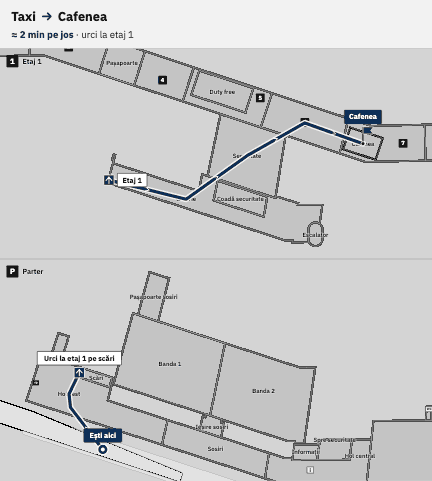 Taxi → Cafenea
≈ 2 min pe jos · urci la etaj 1
1 Etaj 1
Pașapoarte
4
Duty free
5
Cafenea
7
Etaj 1
Coadă securitate
Escalator
P Parter
Pașapoarte sosiri
Urci la etaj 1 pe scări
Scări
Banda 1
Banda 2
Ești aici
Ieșire sosiri
Sosiri
Informații
Spre securitate
Hol central